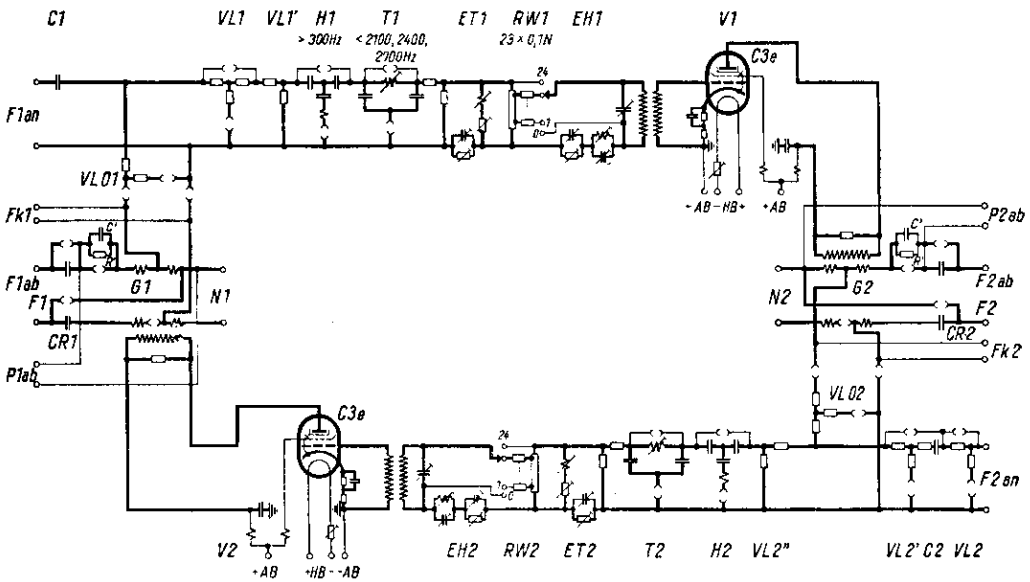 C1 VL1 VL1' H1 T1 ET1 RW1 EH1 V1
> 300Hz < 2100, 2400, 2700Hz 23 × 0,1N C3e
24
F1an
1
0
VL01
+AB -HB+ +AB
Fk1 P2ab
C' C'
R' R'
F1ab G1 G2 F2ab
F1 N1 N2 F2
CR1 CR2
P1ab Fk2
VL02
C3e
24
1
0
F2an
V2 EH2 RW2 ET2 T2 H2 VL2" VL2' C2 VL2
+AB +HB- -AB